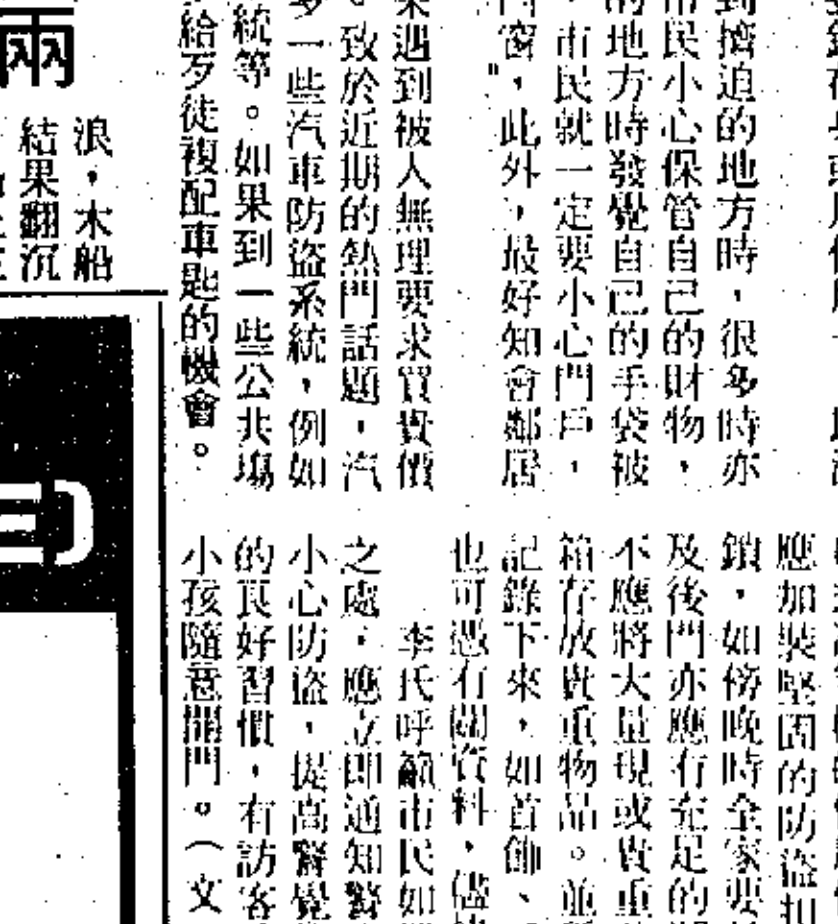 到擠迫的地方時，很多時亦
市民小心保管自己的財物，
的地方時發覺自己的手袋被
，市民就一定要小心門戶，
門窗，此外，最好知會鄰居
遇到被人無理要求買賣價
。致於近期的熱門話題，汽
多一些汽車防盜系統，例如
統等。如果到一些公共場
給歹徒複配車匙的機會。
應加裝堅固的防盜扣
鎖，如傍晚時全家要
及後門亦應有充足的
不應將大量現或貴重
箱存放貴重物品。並
記錄下來，如首飾、
也可憑有關資料，儘
李氏呼籲市民如
之處，應立即通知警
小心防盜，提高警覺
的良好習慣，有訪客
小孩隨意開門。（文
兩
浪，木船
結果翻沉